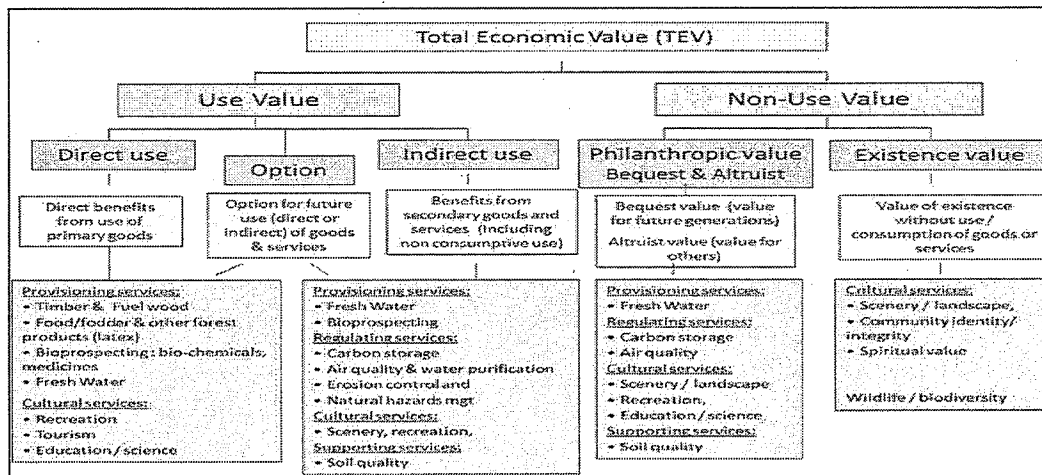 Total Economic Value (TEV)
Use Value
Non-Use Value
Direct use
Option
Indirect use
Philanthropic value
Bequest & Altruist
Existence value
Direct benefits
from use of
primary goods
Option for future
use (direct or
indirect) of goods
& services
Benefits from
secondary goods and
services (Including
non consumptive use)
Bequest value (value
for future generations)
Altruist value (value for
others)
Value of existence
without use/
consumption of goods or
services
Provisioning services:
• Timber & Fuel wood
• Food/fodder & other forest
products (latex)
• Bioprospecting: bio-chemicals,
medicines
• Fresh Water
Cultural services:
• Recreation
• Tourism
• Education/science
Provisioning services:
• Fresh Water
• Bioprospecting
Regulating services:
• Carbon storage
• Air quality & water purification
• Erosion control and
• Natural hazards mgt
Cultural services:
• Scenery, recreation,
Supporting services:
• Soil quality
Provisioning services:
• Fresh Water
Regulating services:
• Carbon storage
• Air quality
Cultural services:
• Scenery / landscape
• Recreation,
• Education/science
Supporting services:
• Soil quality
Cultural services:
• Scenery / landscape,
• Community identity/
integrity
• Spiritual value
Wildlife / biodiversity